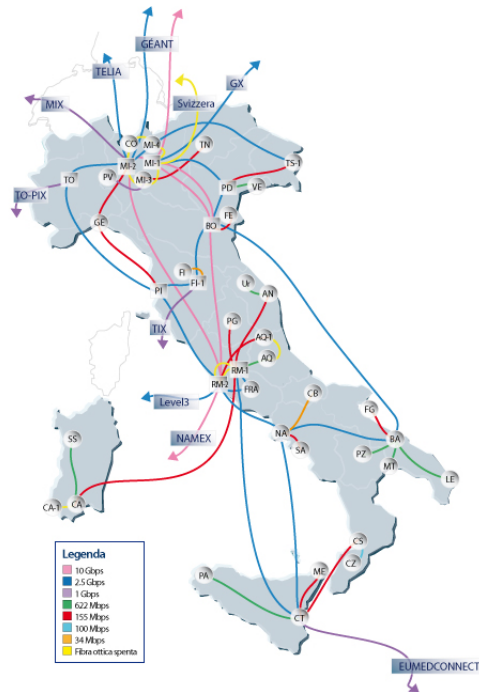 GÉANT
TELIA
GX
MIX
Svizzera
CO
MI-4
TN
MI-2
MI-1
TS-1
TO
PV
MI-3
PD
VE
TO-PIX
GE
FE
BO
FI
FI-1
PI
Ur
AN
TIX
PG
AQ-1
AQ
RM-1
RM-2
FRA
Level3
CB
NAMEX
NA
FG
SA
BA
SS
PZ
MT
LE
CA-1
CA
CS
CZ
PA
ME
CT
EUMEDCONNECT
Legenda
10 Gbps
2.5 Gbps
1 Gbps
622 Mbps
155 Mbps
100 Mbps
34 Mbps
Fibra ottica spenta